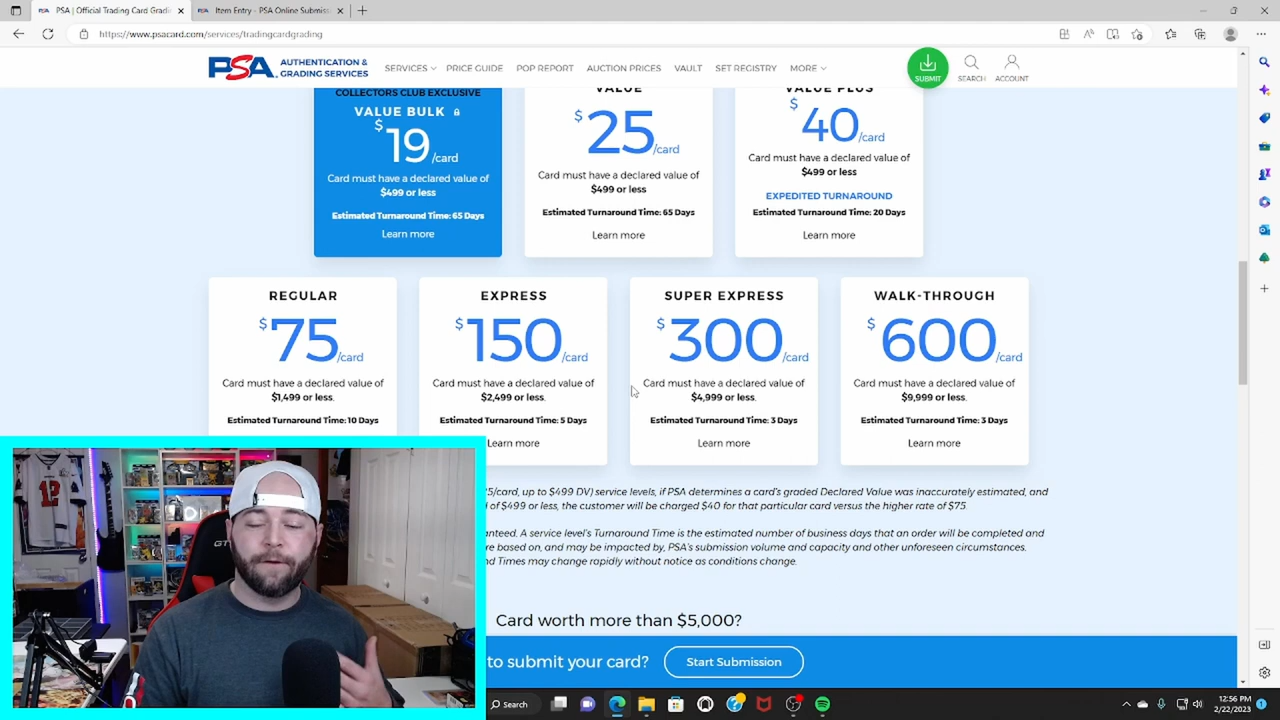 PSA | Official Trading Card Grad
Item Entry - PSA Online Submiss
https://www.psacard.com/services/tradingcardgrading
PSA AUTHENTICATION &
GRADING SERVICES
SERVICES
PRICE GUIDE
POP REPORT
AUCTION PRICES
VAULT
SET REGISTRY
MORE
SUBMIT
SEARCH
ACCOUNT
COLLECTORS CLUB EXCLUSIVE
VALUE BULK
$19/card
Card must have a declared value of
$499 or less
Estimated Turnaround Time: 65 Days
Learn more
VALUE
$25/card
Card must have a declared value of
$499 or less
Estimated Turnaround Time: 65 Days
Learn more
VALUE PLUS
$40/card
Card must have a declared value of
$499 or less
EXPEDITED TURNAROUND
Estimated Turnaround Time: 20 Days
Learn more
REGULAR
$75/card
Card must have a declared value of
$1,499 or less.
Estimated Turnaround Time: 10 Days
EXPRESS
$150/card
Card must have a declared value of
$2,499 or less.
Estimated Turnaround Time: 5 Days
Learn more
SUPER EXPRESS
$300/card
Card must have a declared value of
$4,999 or less.
Estimated Turnaround Time: 3 Days
Learn more
WALK-THROUGH
$600/card
Card must have a declared value of
$9,999 or less.
Estimated Turnaround Time: 3 Days
Learn more
5/card, up to $499 DV) service levels, if PSA determines a card's graded Declared Value was inaccurately estimated, and
of $499 or less, the customer will be charged $40 for that particular card versus the higher rate of $75.
anteed. A service level's Turnaround Time is the estimated number of business days that an order will be completed and
re based on, and may be impacted by, PSA's submission volume and capacity and other unforeseen circumstances.
nd Times may change rapidly without notice as conditions change.
Card worth more than $5,000?
to submit your card?
Start Submission
12
GT
Search
12:56 PM
2/22/2023